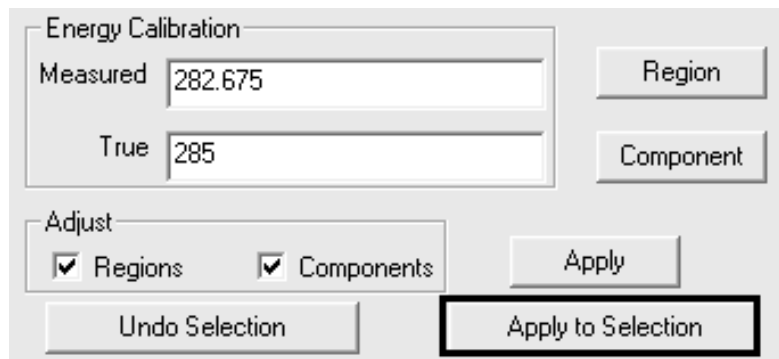 Energy Calibration
Measured 282.675 Region
True 285 Component
Adjust
Regions Components Apply
Undo Selection Apply to Selection